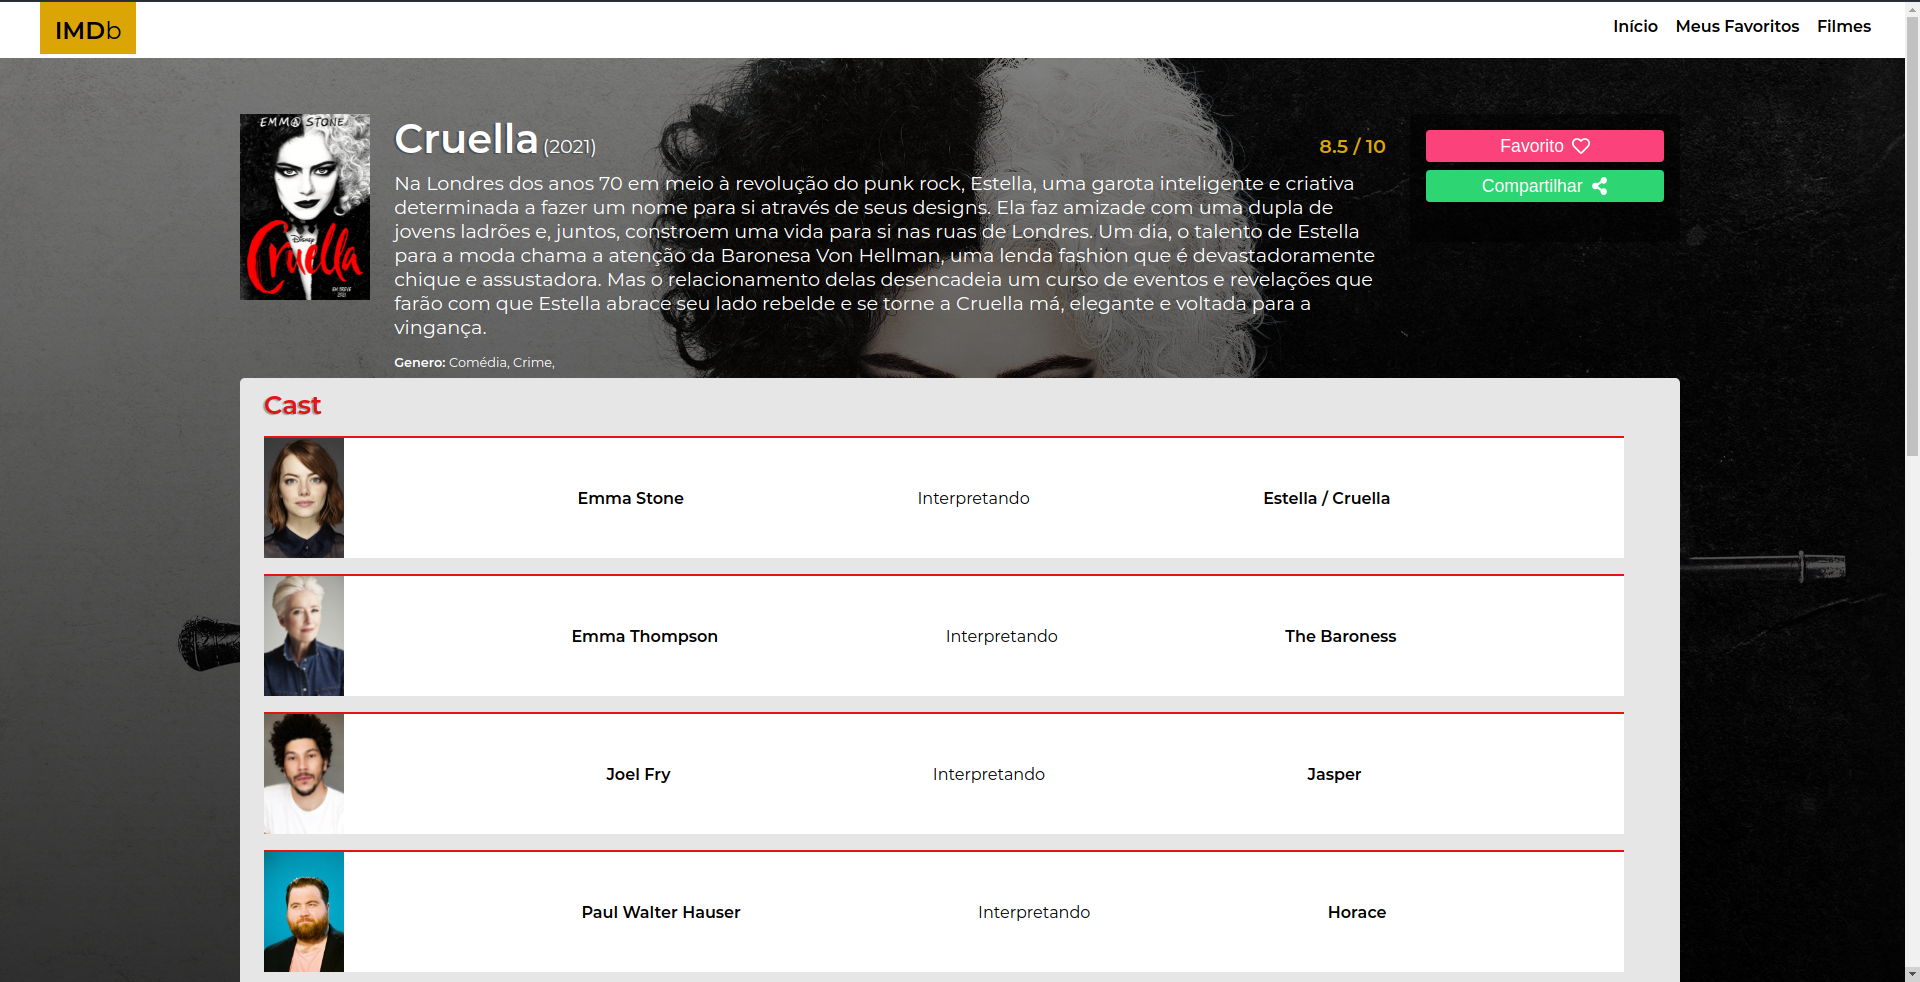 IMDb
Início Meus Favoritos Filmes
EMMA STONE
Disney
Cruella
EM BREVE
2021
Cruella (2021)
8.5 / 10
Favorito
Compartilhar
Na Londres dos anos 70 em meio à revolução do punk rock, Estella, uma garota inteligente e criativa
determinada a fazer um nome para si através de seus designs. Ela faz amizade com uma dupla de
jovens ladrões e, juntos, constroem uma vida para si nas ruas de Londres. Um dia, o talento de Estella
para a moda chama a atenção da Baronesa Von Hellman, uma lenda fashion que é devastadoramente
chique e assustadora. Mas o relacionamento delas desencadeia um curso de eventos e revelações que
farão com que Estella abrace seu lado rebelde e se torne a Cruella má, elegante e voltada para a
vingança.
Genero: Comédia, Crime,
Cast
Emma Stone Interpretando Estella / Cruella
Emma Thompson Interpretando The Baroness
Joel Fry Interpretando Jasper
Paul Walter Hauser Interpretando Horace